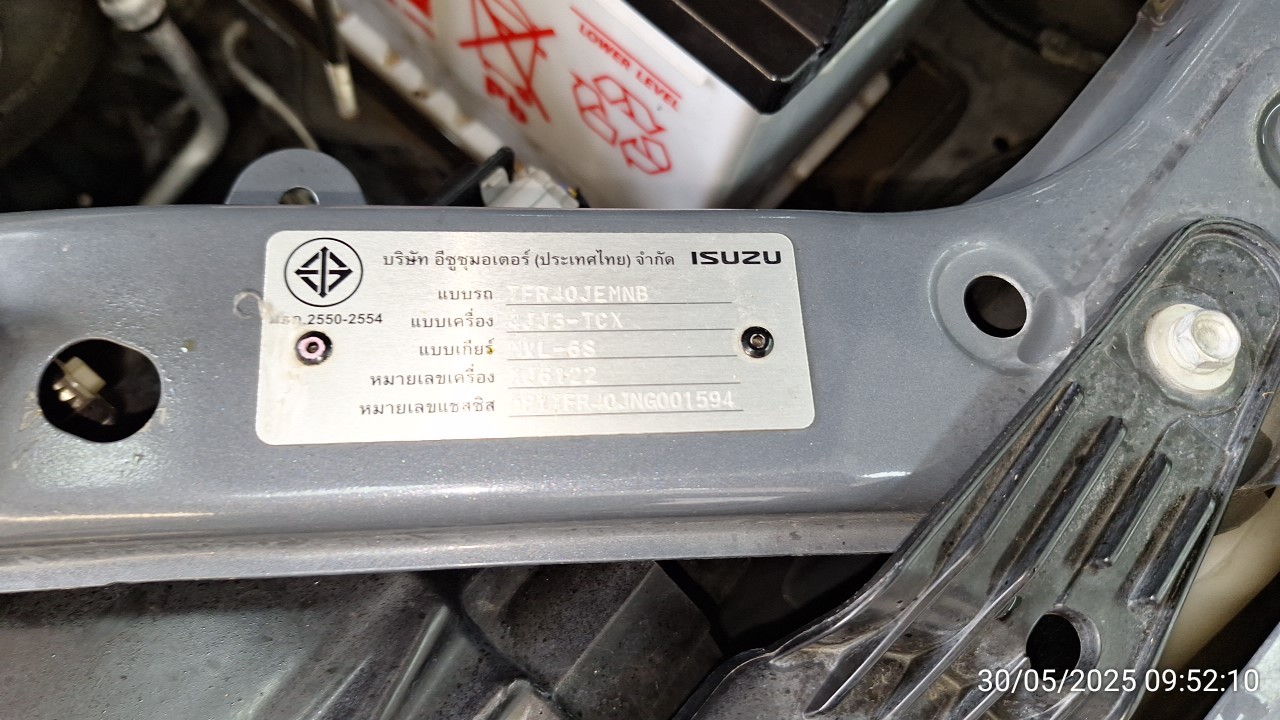 LOWER LEVEL
บริษัท อีซูซุมอเตอร์ (ประเทศไทย) จำกัด ISUZU
แบบรถ TFR40JEMNB
มอก.2550-2554
แบบเครื่อง 4JJ3-TCX
แบบเกียร์
หมายเลขเครื่อง
หมายเลขแชสซิส
30/05/2025 09:52:10